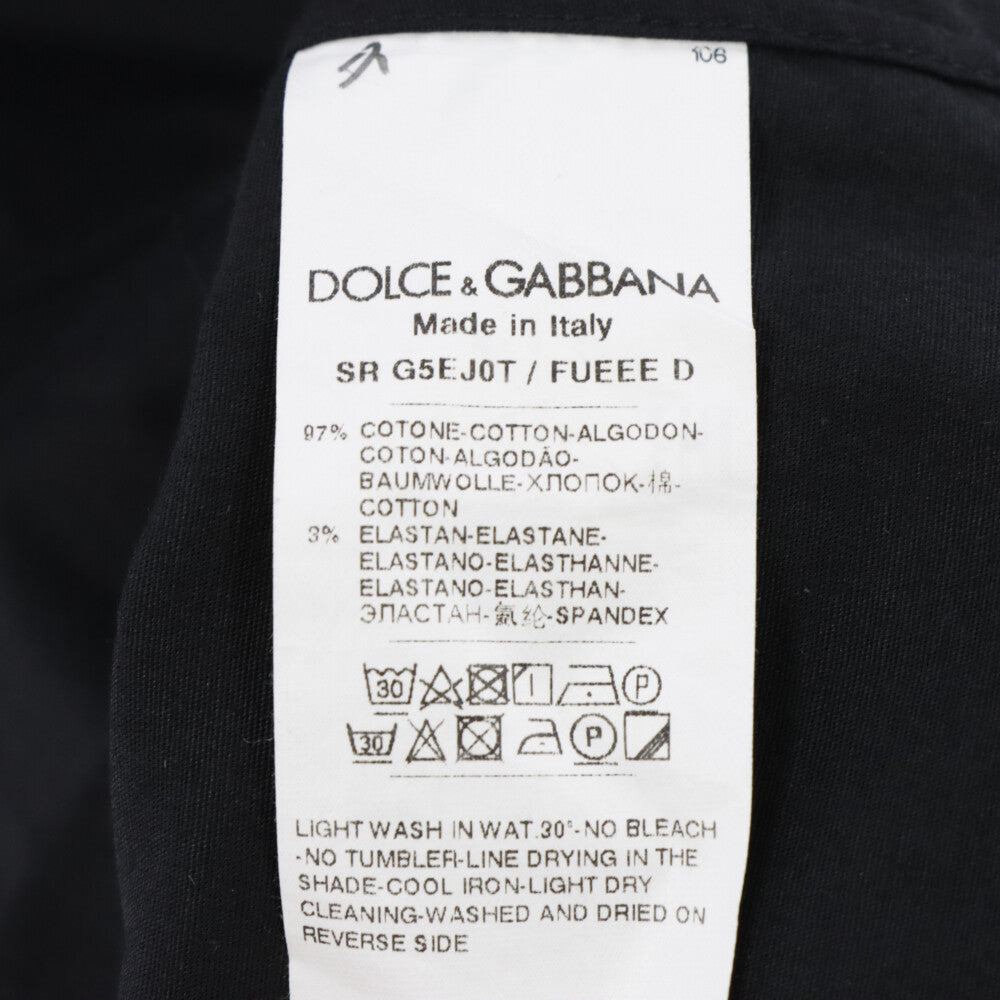 106
DOLCE & GABBANA
Made in Italy
SR G5EJ0T / FUEEE D
97% COTONE-COTTON-ALGODON-
COTON-ALGODÃO-
BAUMWOLLE-ХЛОПОК-棉-
COTTON
3% ELASTAN-ELASTANE-
ELASTANO-ELASTHANNE-
ELASTANO-ELASTHAN-
ЭЛАСТАН-氨纶-SPANDEX
30 P
30 P
LIGHT WASH IN WAT.30°-NO BLEACH
-NO TUMBLER-LINE DRYING IN THE
SHADE-COOL IRON-LIGHT DRY
CLEANING-WASHED AND DRIED ON
REVERSE SIDE